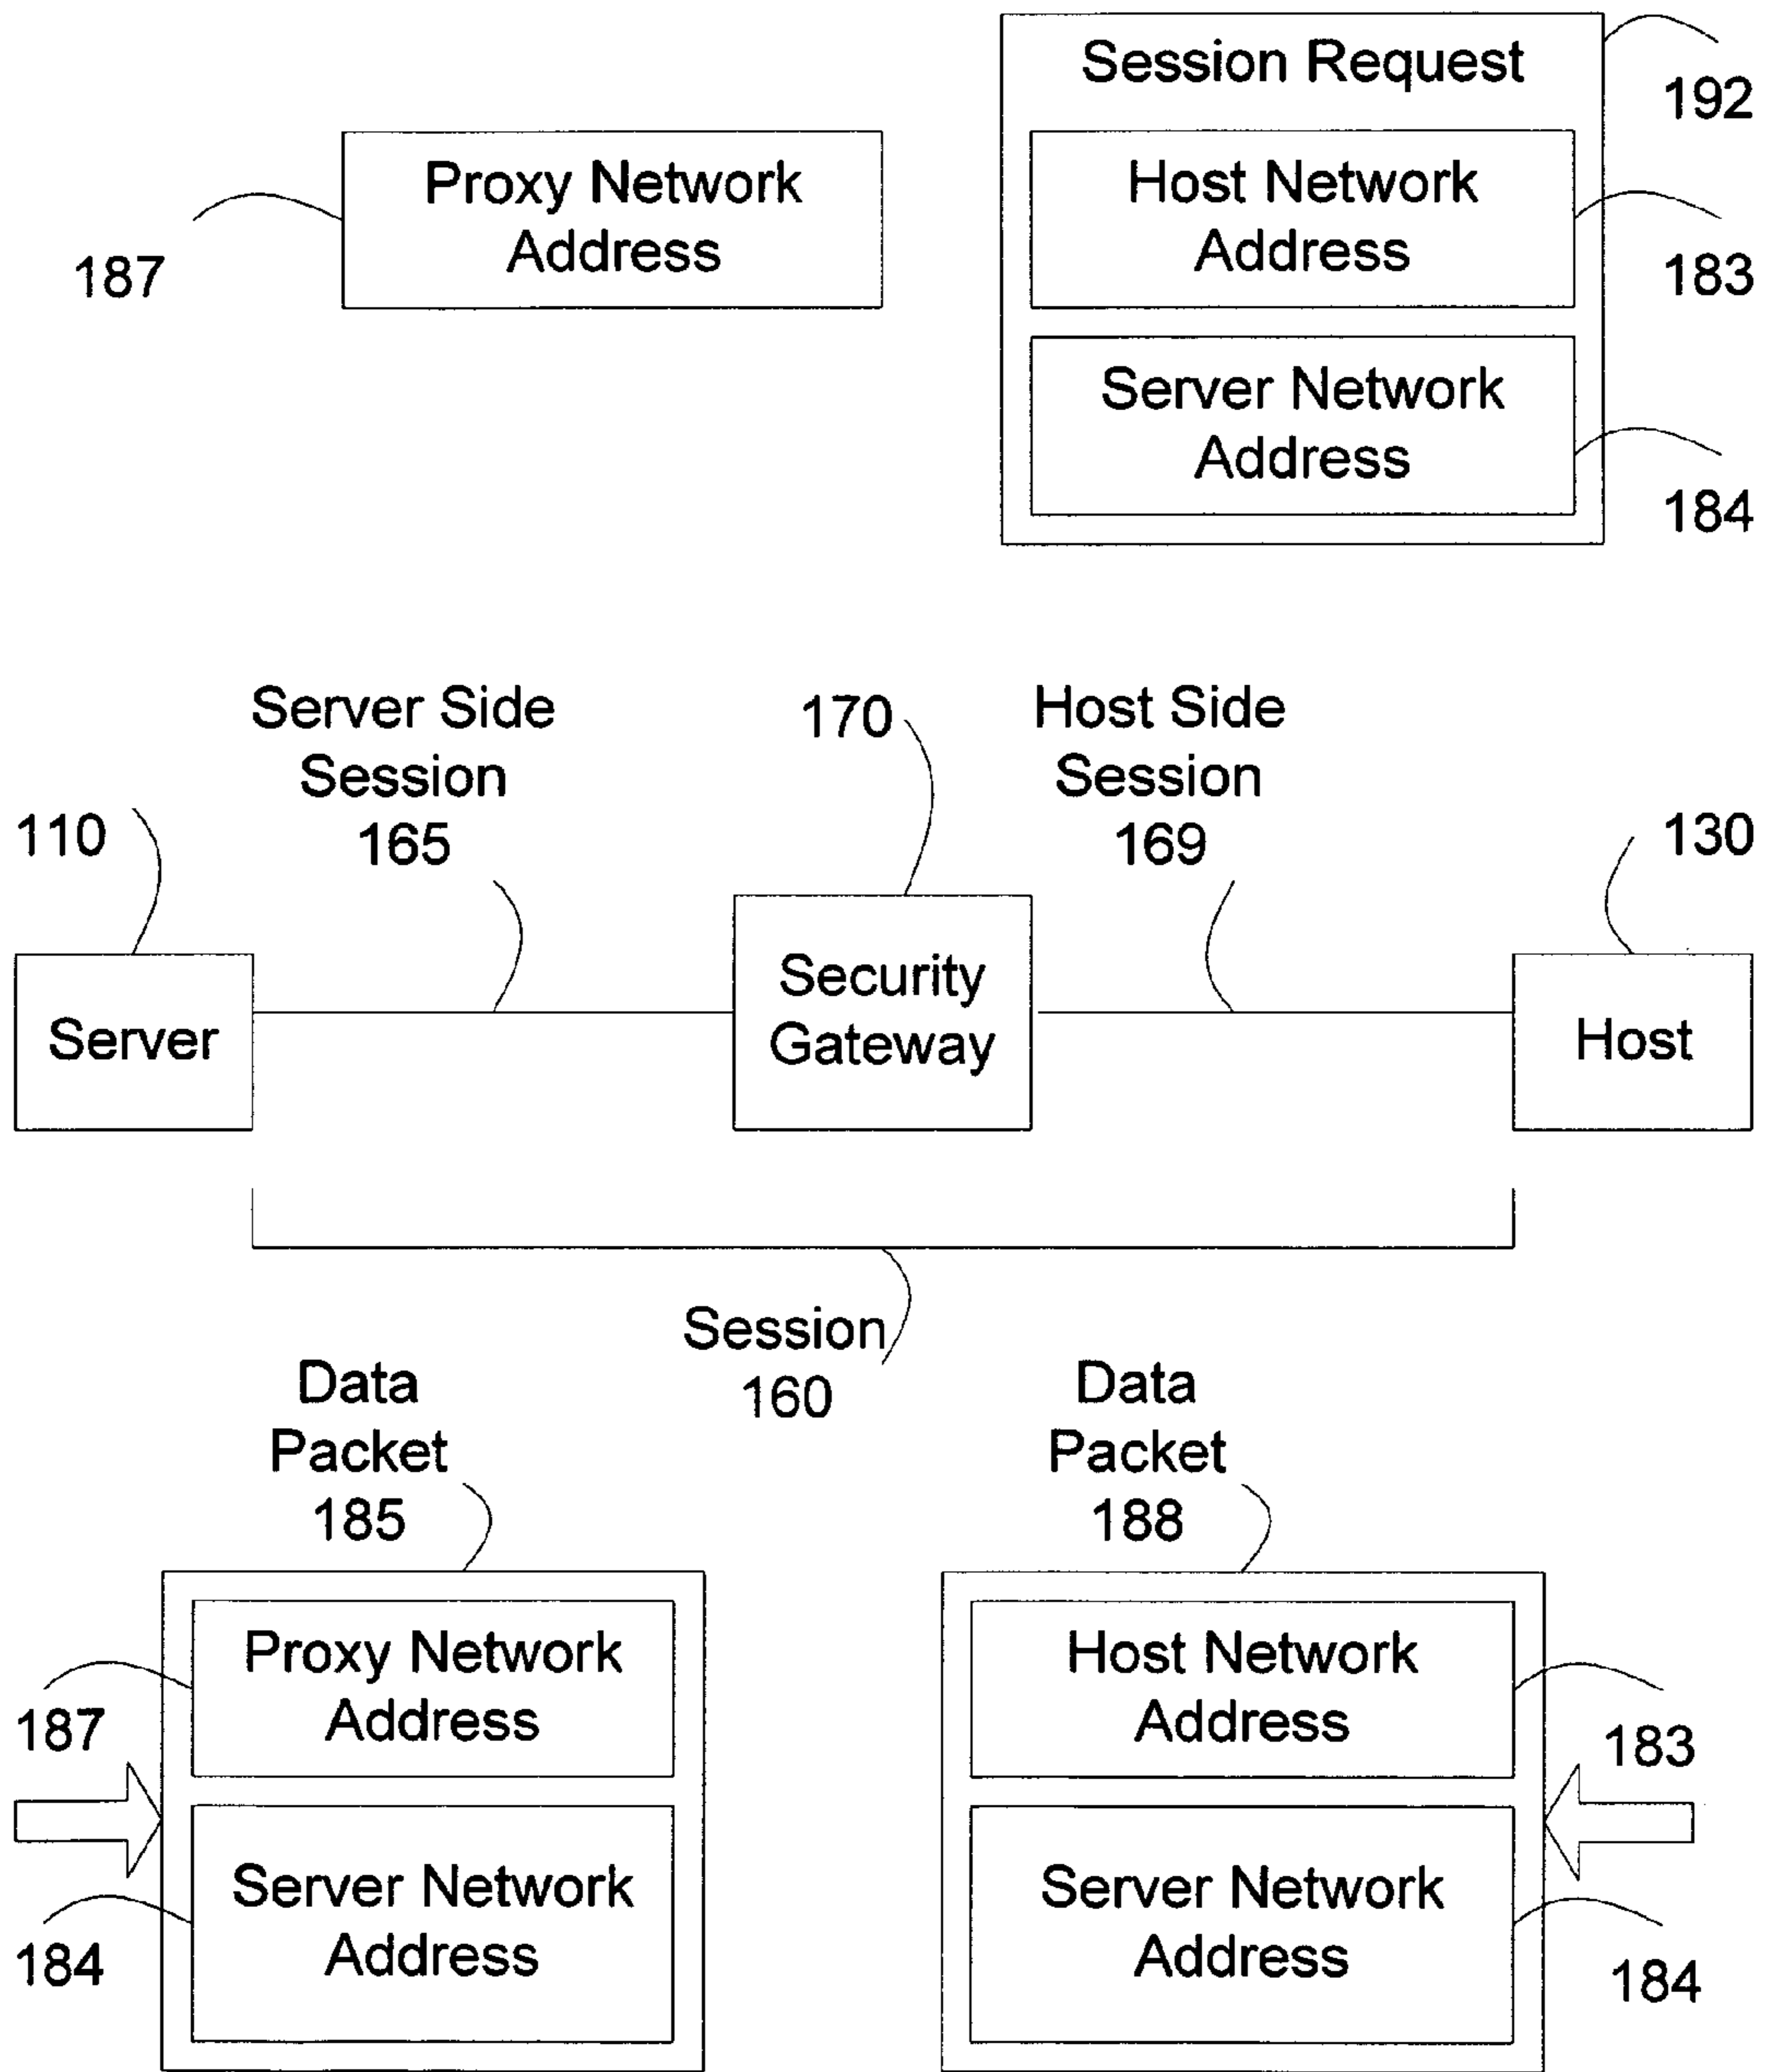 Session Request
192
Proxy Network
Address
187
Host Network
Address
183
Server Network
Address
184
Server Side
Session
165
170
Host Side
Session
169
110
130
Server
Security
Gateway
Host
Session
160
Data
Packet
185
Data
Packet
188
Proxy Network
Address
187
Server Network
Address
184
Host Network
Address
183
Server Network
Address
184